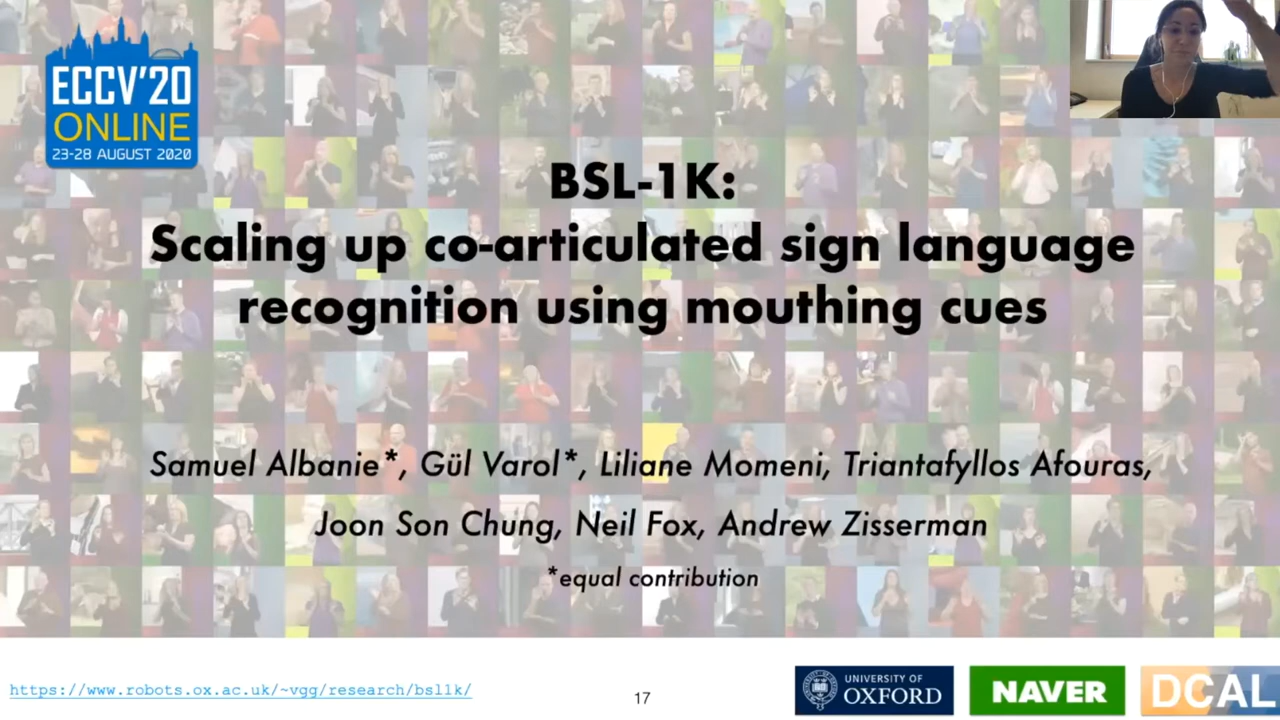 ECCV'20
ONLINE
23-28 AUGUST 2020
BSL-1K:
Scaling up co-articulated sign language
recognition using mouthing cues
Samuel Albanie*, Gül Varol*, Liliane Momeni, Triantafyllos Afouras,
Joon Son Chung, Neil Fox, Andrew Zisserman
*equal contribution
https://www.robots.ox.ac.uk/~vgg/research/bsl1k/
17
UNIVERSITY OF
OXFORD
NAVER
DCAL